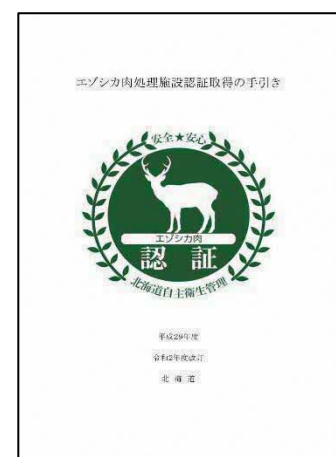 エゾシカ肉処理施設認証取得の手引き
安全★安心
エゾシカ肉
認証
北海道自主衛生管理
平成29年度
令和2年度改訂
北海道